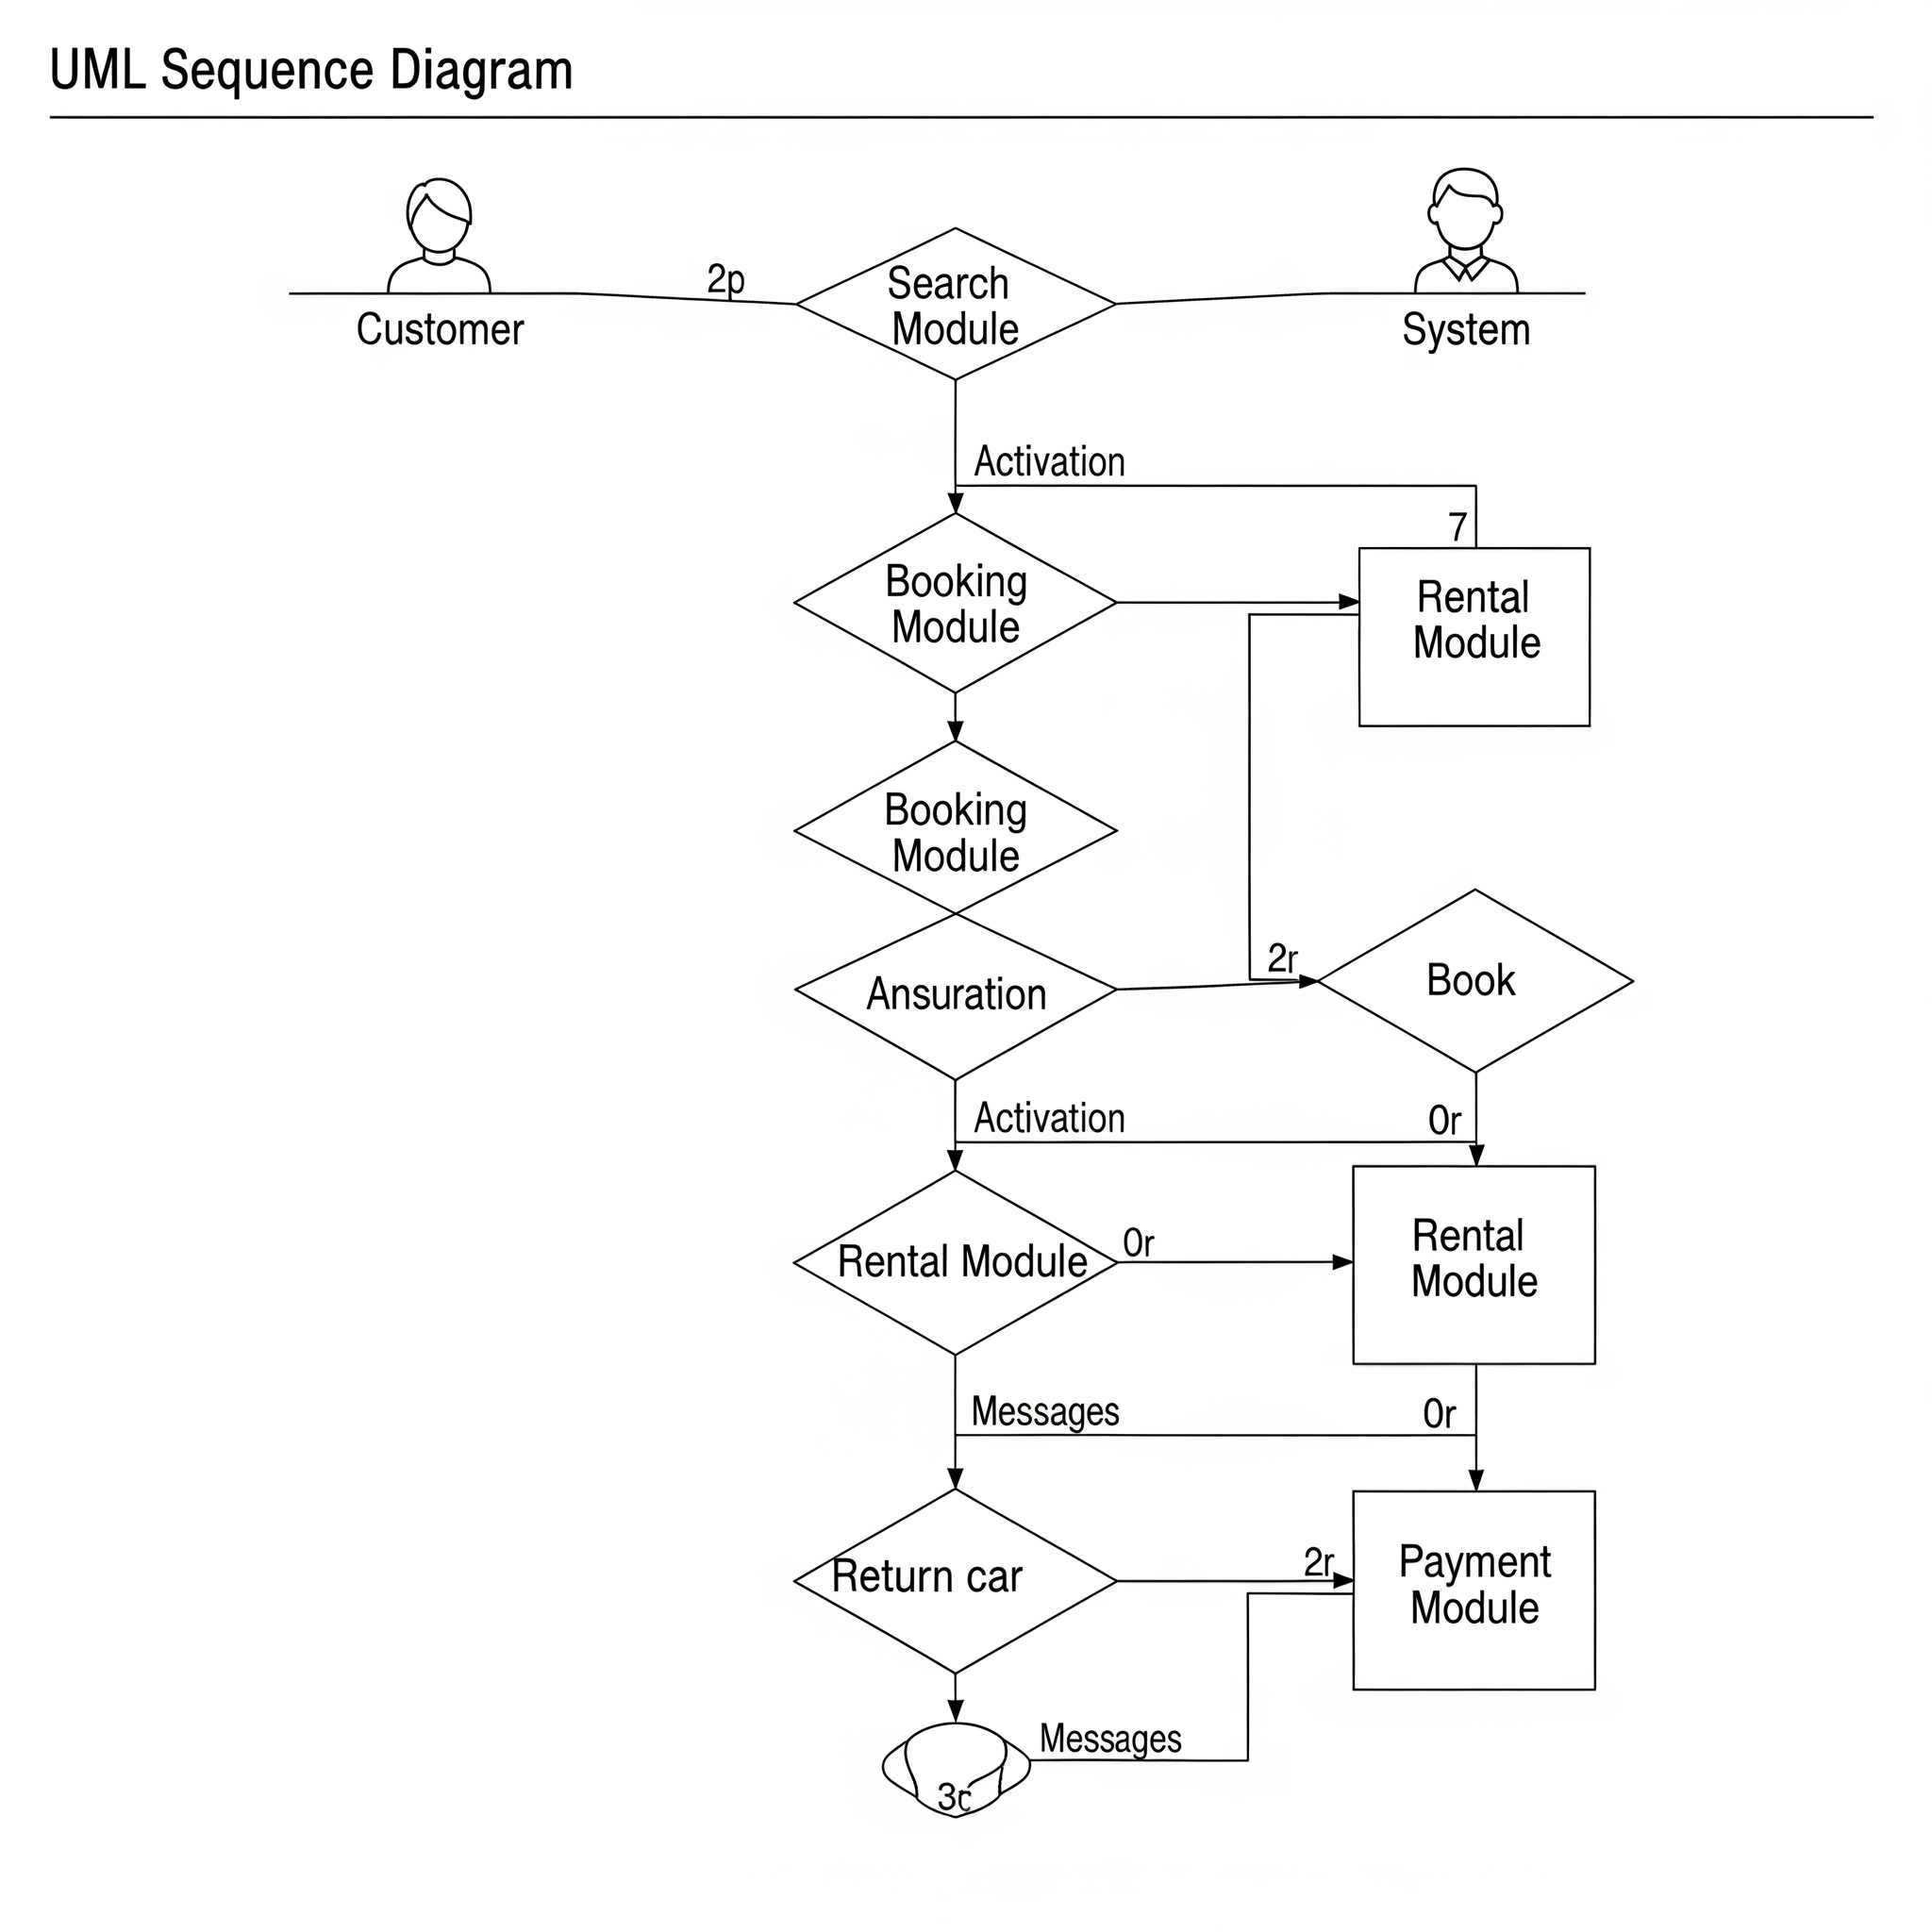 UML Sequence Diagram
2p
Search
Module
Customer
System
Activation
7
Booking
Module
Rental
Module
Booking
Module
2r
Book
Ansuration
Activation
0r
0r
Rental Module
Rental
Module
Messages
0r
Return car
2r
Payment
Module
Messages